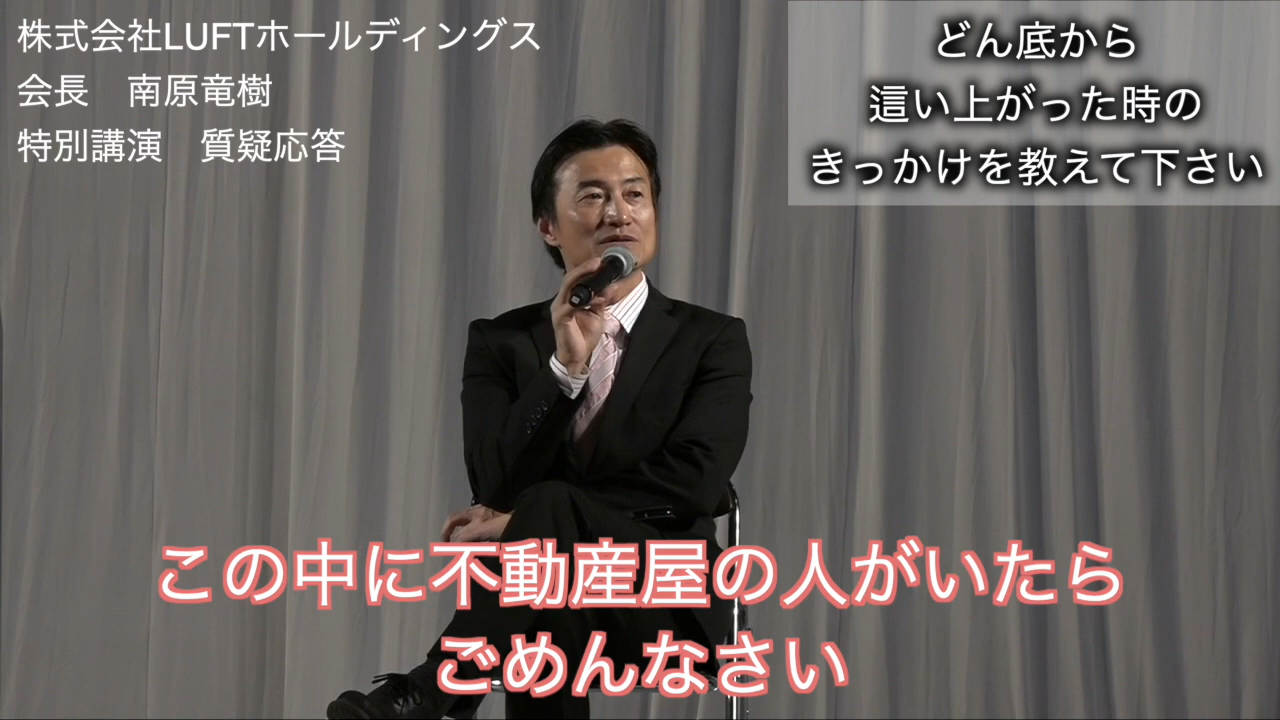 株式会社LUFTホールディングス
会長　南原竜樹
特別講演　質疑応答
どん底から
這い上がった時の
きっかけを教えて下さい
この中に不動産屋の人がいたら
ごめんなさい